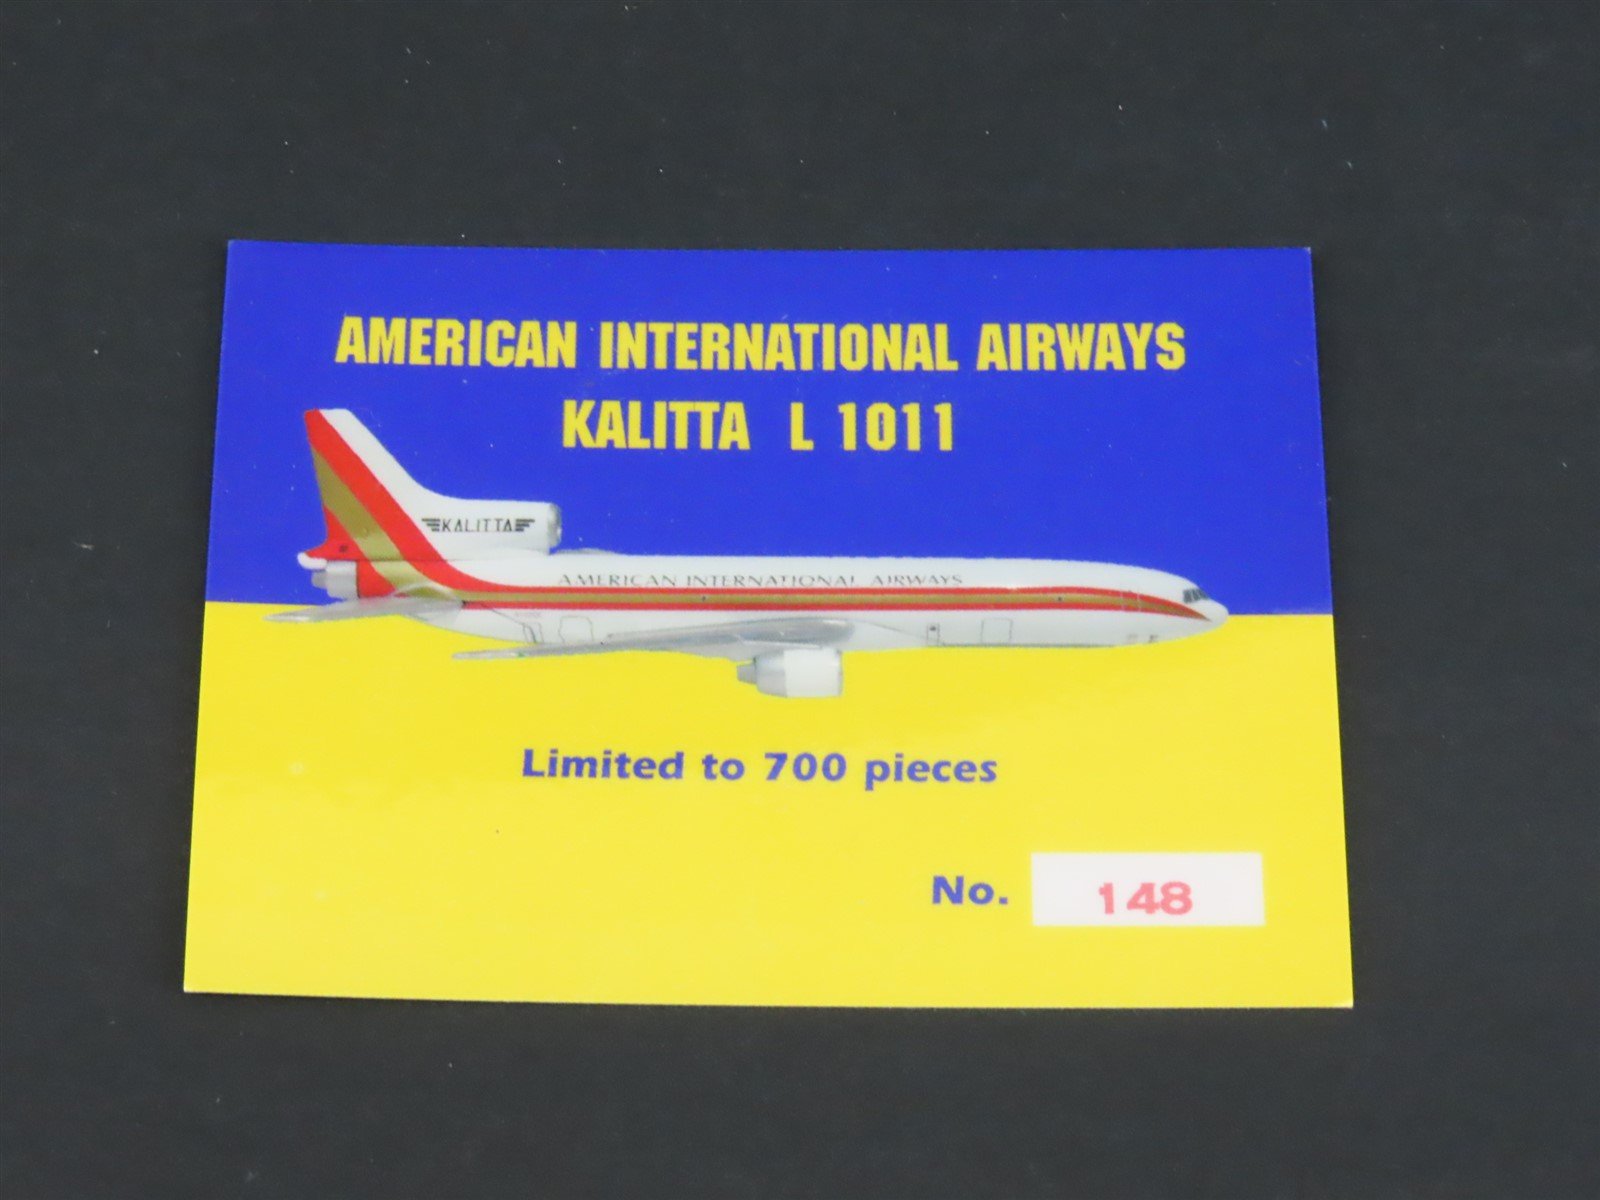 AMERICAN INTERNATIONAL AIRWAYS
KALITTA L 1011
KALITTA
AMERICAN INTERNATIONAL AIRWAYS
Limited to 700 pieces
No. 148